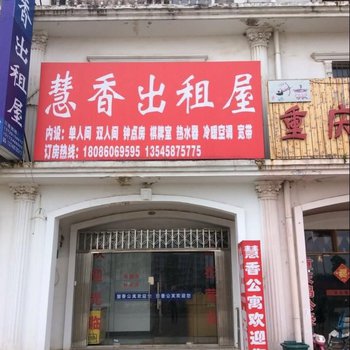 香出租屋
慧香出租屋
内设：单人间 双人间 钟点房 棋牌室 热水器 冷暖空调 宽带
订房热线：18086069595 13545875775
重庆
慧香公寓欢迎